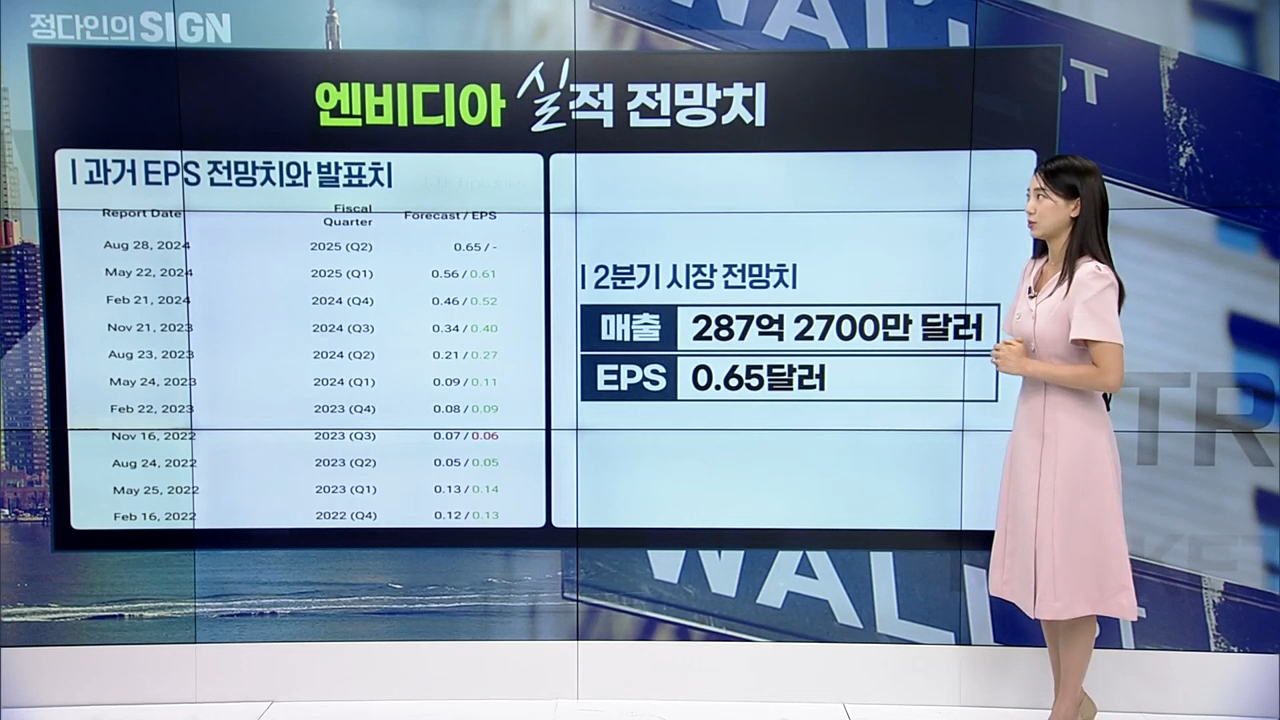 정다인의 SIGN
WALL
ST
엔비디아 실적 전망치
과거 EPS 전망치와 발표치
Report Date Fiscal Quarter Forecast / EPS
Aug 28, 2024 2025 (Q2) 0.65 / -
May 22, 2024 2025 (Q1) 0.56 / 0.61
Feb 21, 2024 2024 (Q4) 0.46 / 0.52
Nov 21, 2023 2024 (Q3) 0.34 / 0.40
Aug 23, 2023 2024 (Q2) 0.21 / 0.27
May 24, 2023 2024 (Q1) 0.09 / 0.11
Feb 22, 2023 2023 (Q4) 0.08 / 0.09
Nov 16, 2022 2023 (Q3) 0.07 / 0.06
Aug 24, 2022 2023 (Q2) 0.05 / 0.05
May 25, 2022 2023 (Q1) 0.13 / 0.14
Feb 16, 2022 2022 (Q4) 0.12 / 0.13
2분기 시장 전망치
매출 287억 2700만 달러
EPS 0.65달러
TR
KET
WALL
ST